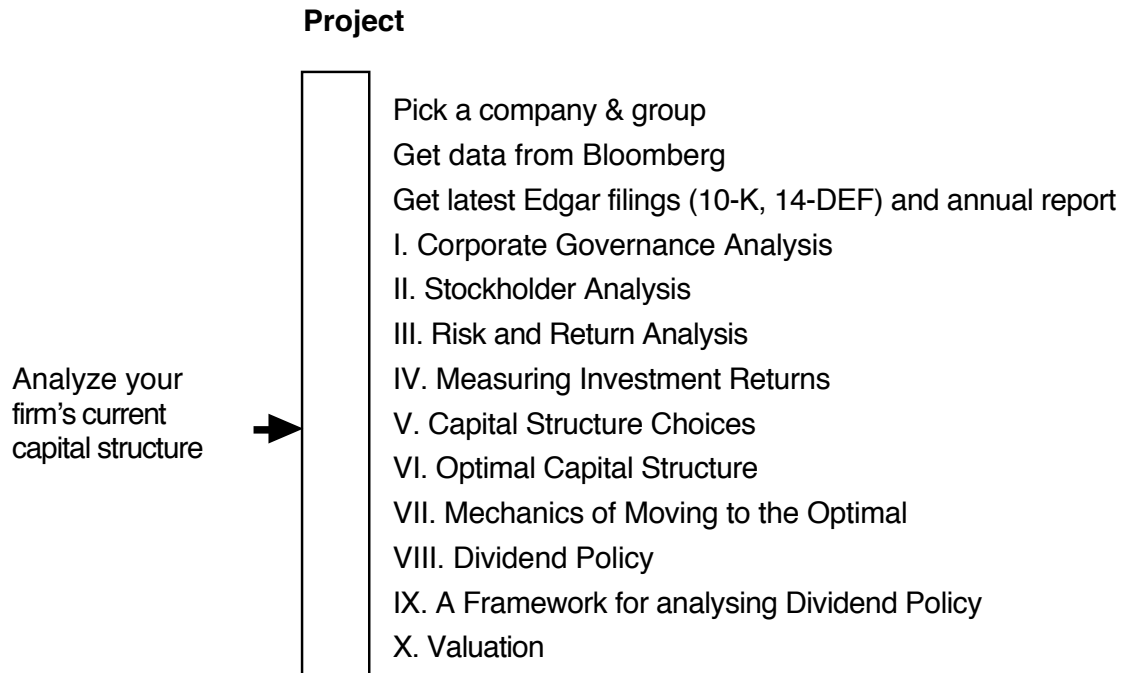 Project
Pick a company & group
Get data from Bloomberg
Get latest Edgar filings (10-K, 14-DEF) and annual report
I. Corporate Governance Analysis
II. Stockholder Analysis
III. Risk and Return Analysis
IV. Measuring Investment Returns
V. Capital Structure Choices
VI. Optimal Capital Structure
VII. Mechanics of Moving to the Optimal
VIII. Dividend Policy
IX. A Framework for analysing Dividend Policy
X. Valuation
Analyze your
firm’s current
capital structure